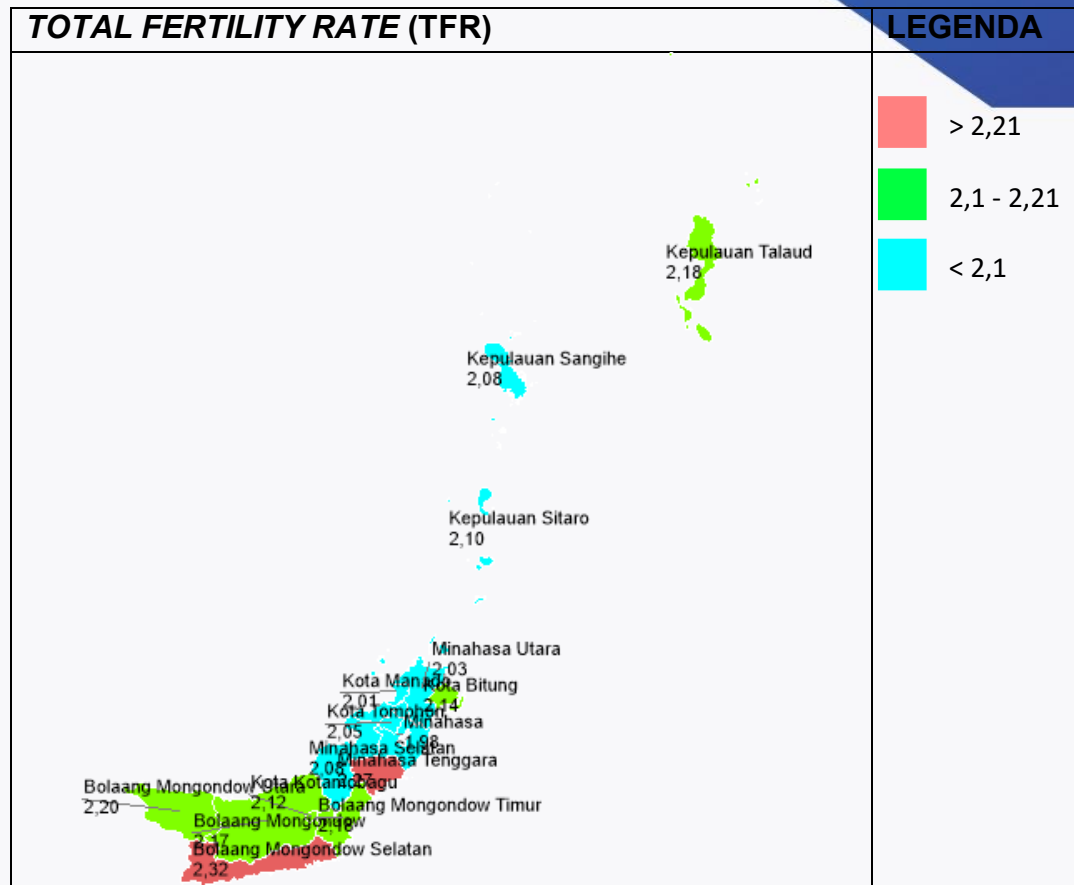 TOTAL FERTILITY RATE (TFR)
LEGENDA
> 2,21
2,1 - 2,21
< 2,1
Kepulauan Talaud
2,18
Kepulauan Sangihe
2,08
Kepulauan Sitaro
2,10
Minahasa Utara
2,03
Kota Manado
2,01
Kota Bitung
2,14
Kota Tomohon
2,05
Minahasa
1,98
Minahasa Selatan
2,08
Minahasa Tenggara
2,27
Kota Kotamobagu
2,12
Bolaang Mongondow Utara
2,20
Bolaang Mongondow Timur
2,18
Bolaang Mongondow
2,17
Bolaang Mongondow Selatan
2,32